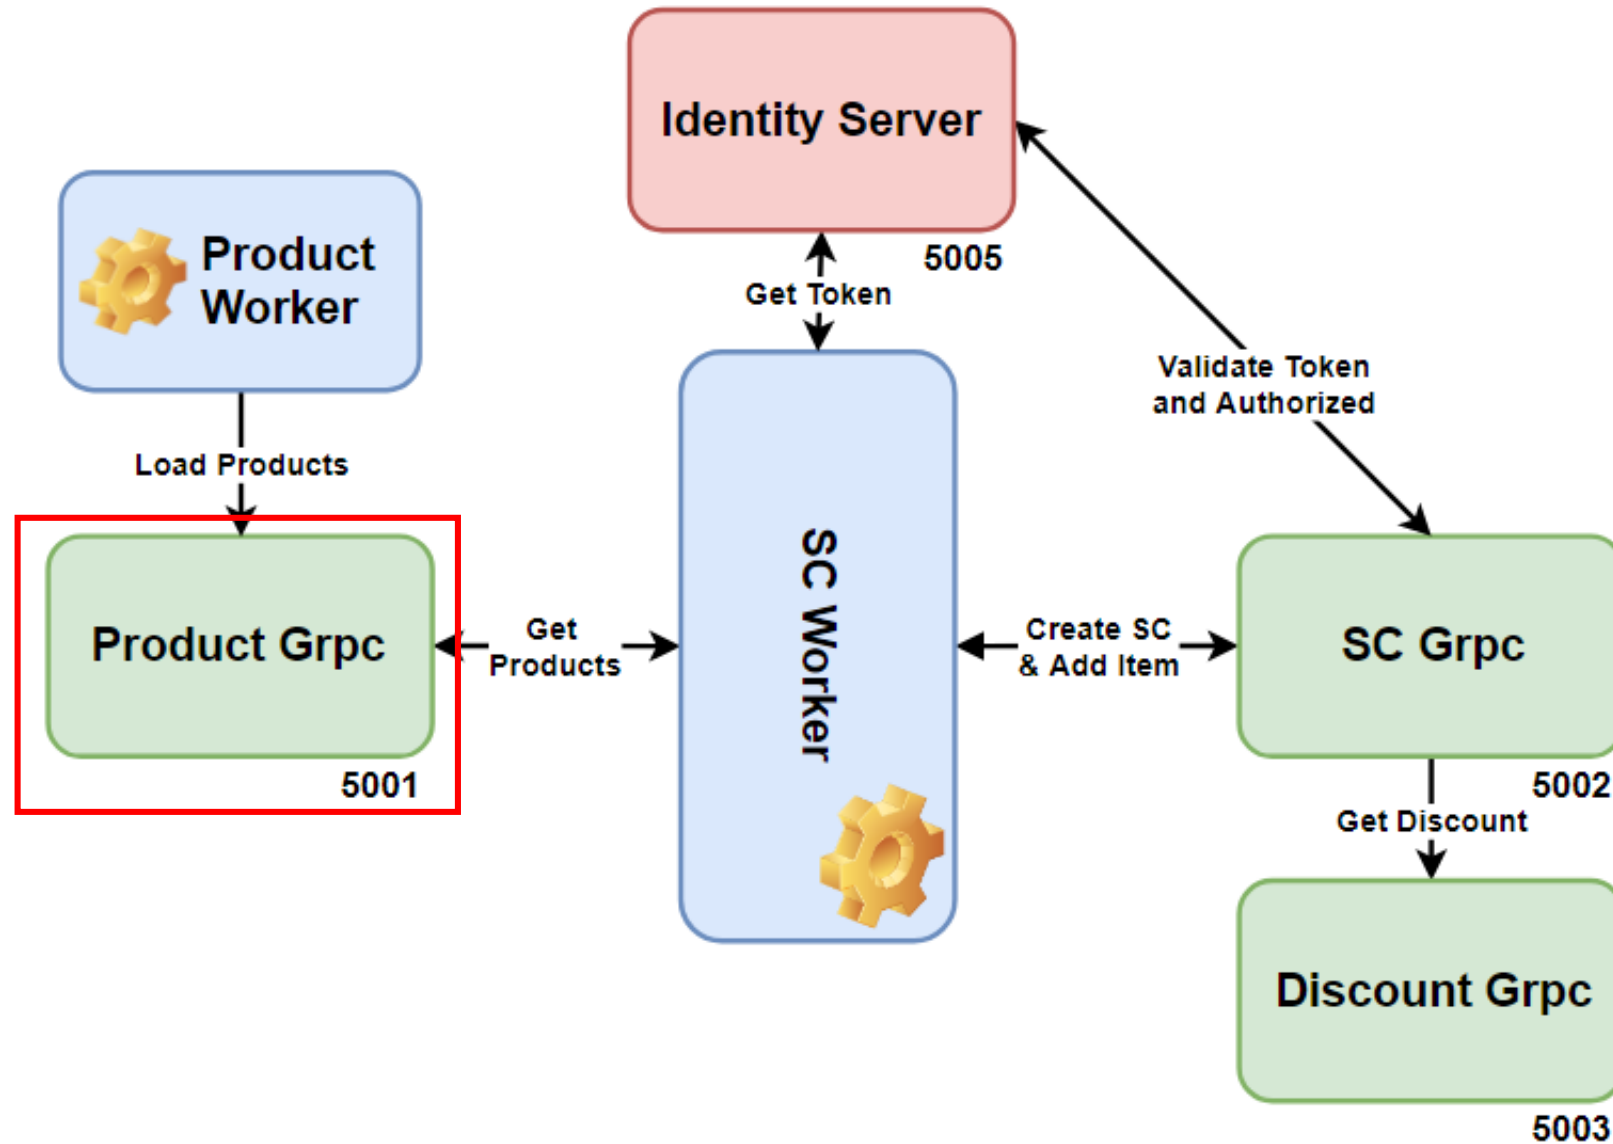 Identity Server
5005
Product
Worker
Get Token
Validate Token
and Authorized
Load Products
Product Grpc
5001
Get
Products
SC Worker
Create SC
& Add Item
SC Grpc
5002
Get Discount
Discount Grpc
5003